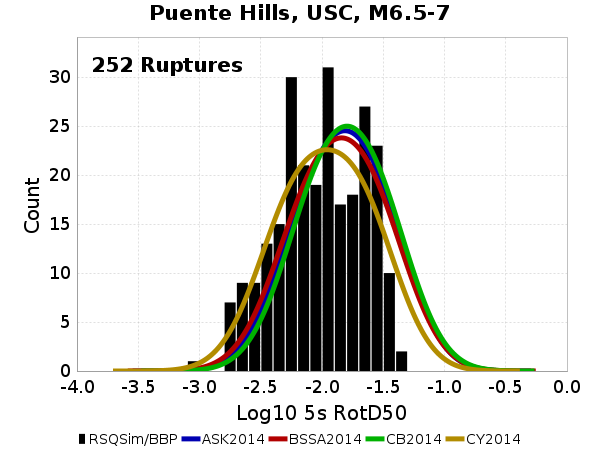 Puente Hills, USC, M6.5-7
252 Ruptures
Count
30
25
20
15
10
5
0
-4.0 -3.5 -3.0 -2.5 -2.0 -1.5 -1.0 -0.5 0.0
Log10 5s RotD50
RSQSim/BBP ASK2014 BSSA2014 CB2014 CY2014